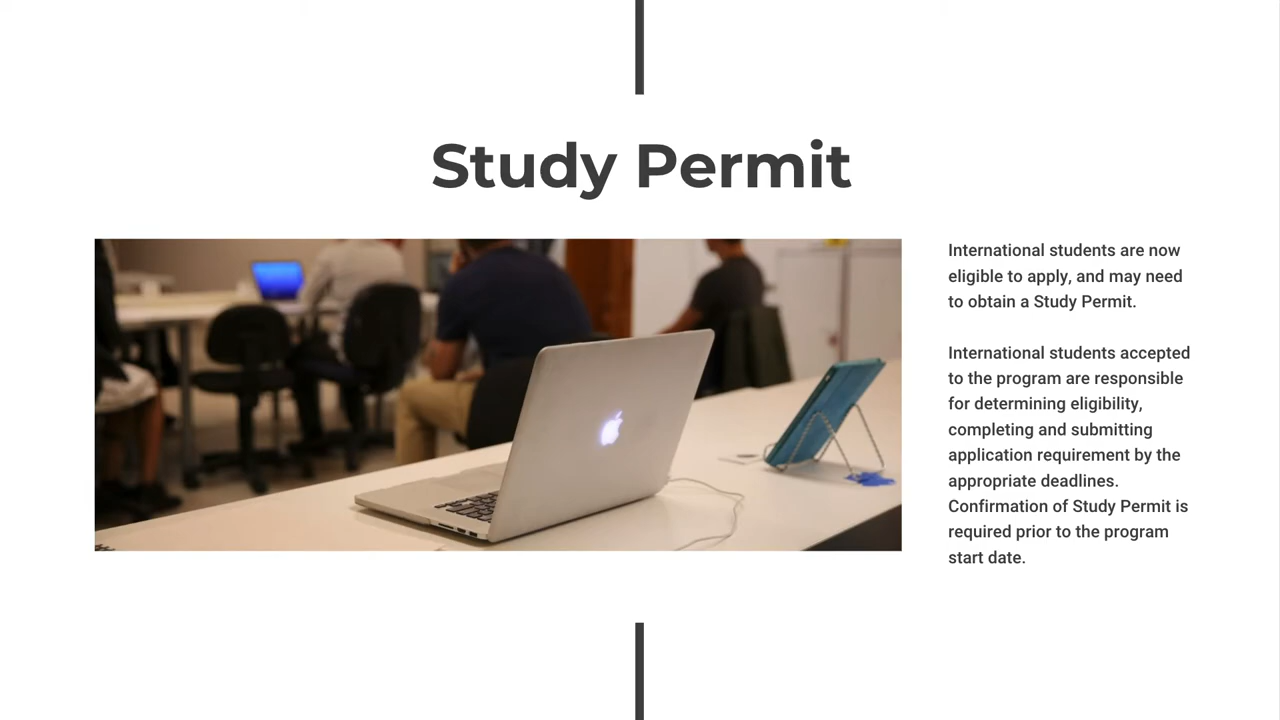 Study Permit
International students are now
eligible to apply, and may need
to obtain a Study Permit.
International students accepted
to the program are responsible
for determining eligibility,
completing and submitting
application requirement by the
appropriate deadlines.
Confirmation of Study Permit is
required prior to the program
start date.